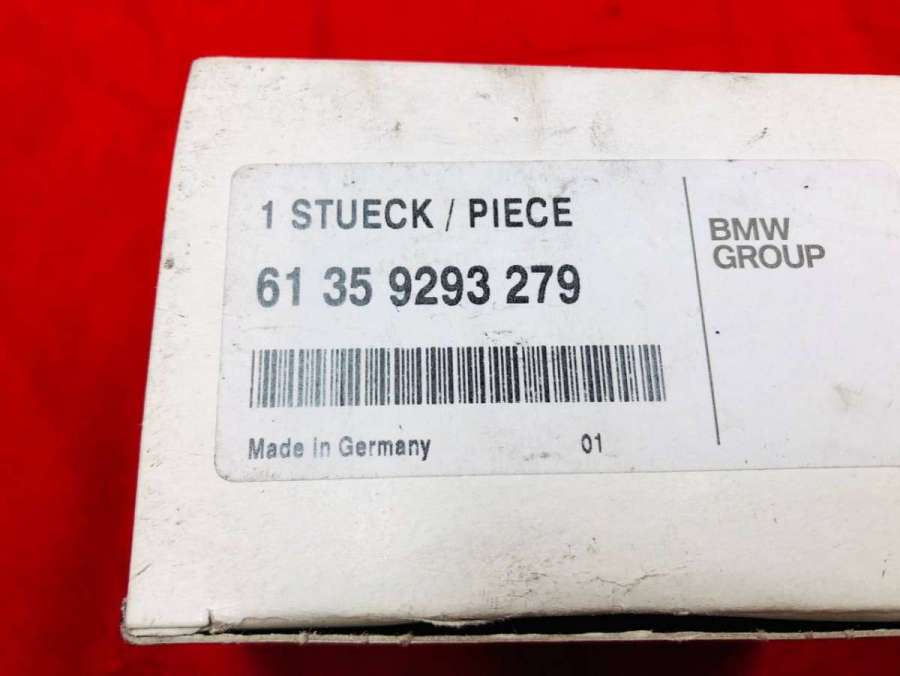 1 STUECK / PIECE
61 35 9293 279
Made in Germany 01
BMW
GROUP